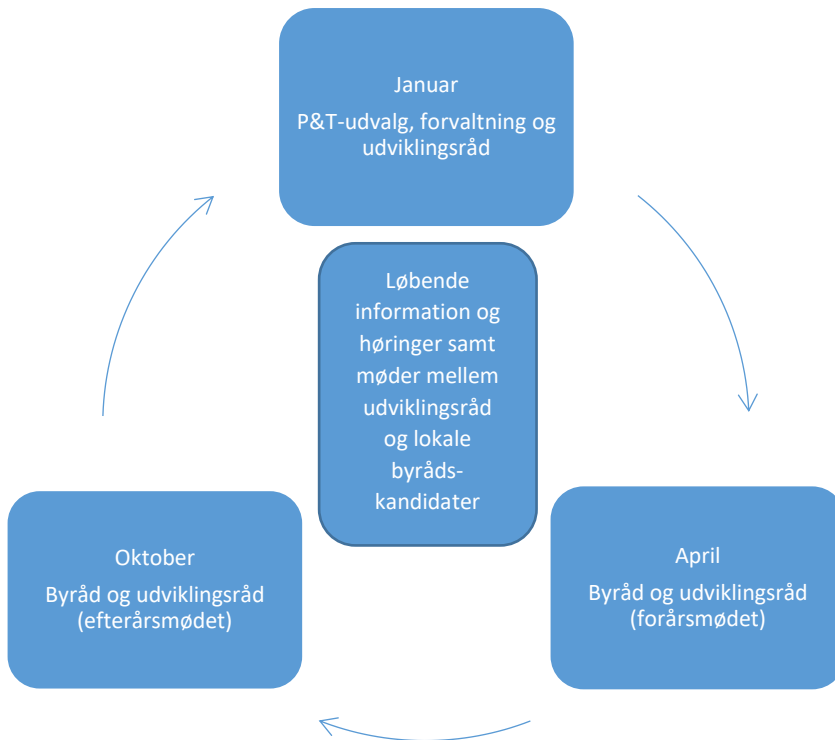 Januar
P&T-udvalg, forvaltning og
udviklingsråd
Løbende
information og
høringer samt
møder mellem
udviklingsråd
og lokale
byråds-
kandidater
Oktober
Byråd og udviklingsråd
(efterårsmødet)
April
Byråd og udviklingsråd
(forårsmødet)